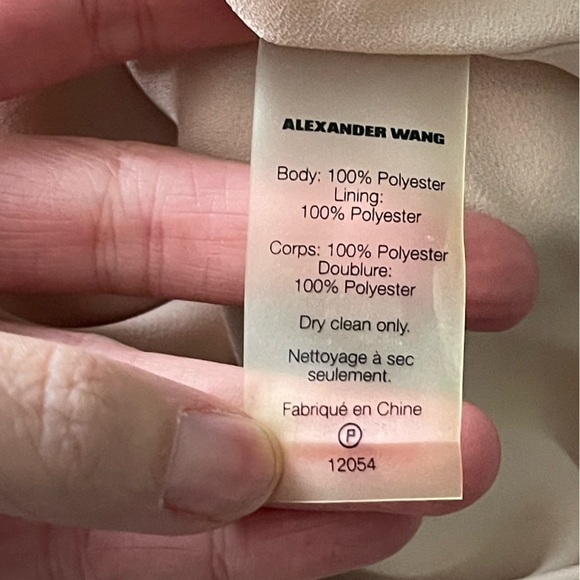 ALEXANDER WANG
Body: 100% Polyester
Lining:
100% Polyester
Corps: 100% Polyester
Doublure:
100% Polyester
Dry clean only.
Nettoyage à sec
seulement.
Fabriqué en Chine
P
12054